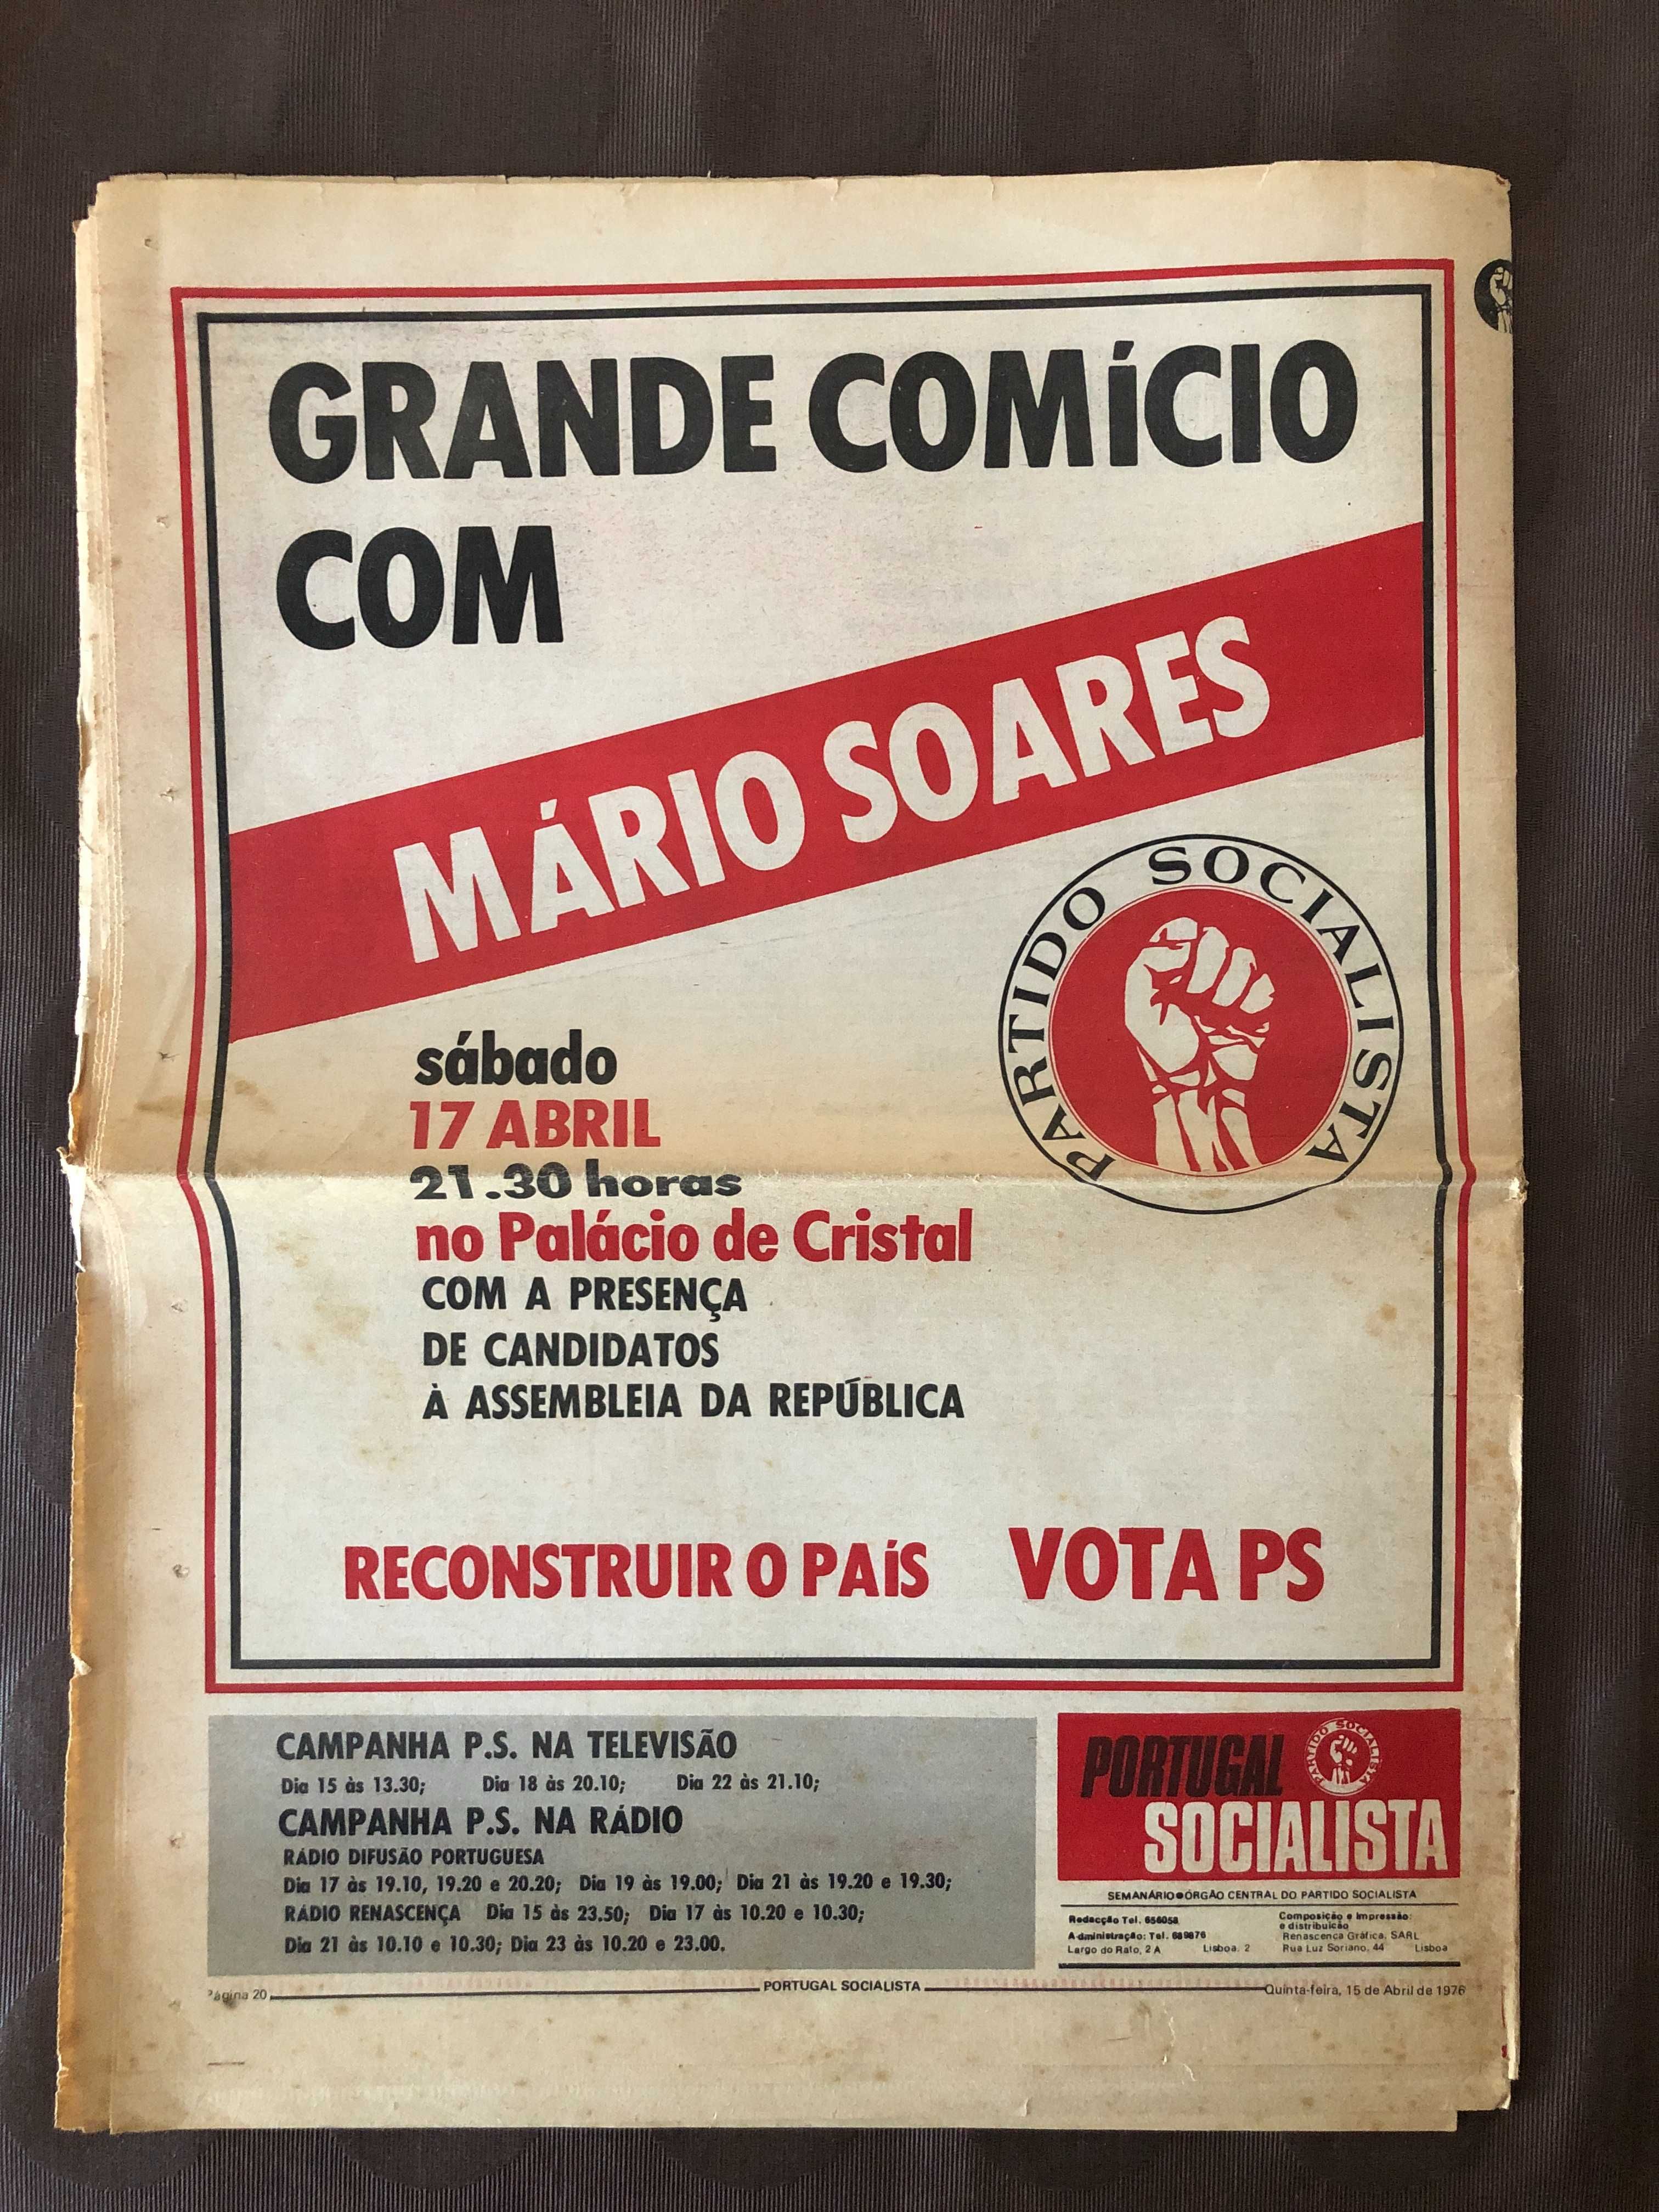 GRANDE COMÍCIO
COM
MÁRIO SOARES
PARTIDO SOCIALISTA
sábado
17 ABRIL
21.30 horas
no Palácio de Cristal
COM A PRESENÇA
DE CANDIDATOS
À ASSEMBLEIA DA REPÚBLICA
RECONSTRUIR O PAÍS VOTA PS
CAMPANHA P.S. NA TELEVISÃO
Dia 15 às 13.30; Dia 18 às 20.10; Dia 22 às 21.10;
CAMPANHA P.S. NA RÁDIO
RÁDIO DIFUSÃO PORTUGUESA
Dia 17 às 19.10, 19.20 e 20.20; Dia 19 às 19.00; Dia 21 às 19.20 e 19.30;
RÁDIO RENASCENÇA Dia 15 às 23.50; Dia 17 às 10.20 e 10.30;
Dia 21 às 10.10 e 10.30; Dia 23 às 10.20 e 23.00.
PORTUGAL
PARTIDO SOCIALISTA
SOCIALISTA
SEMANÁRIO●ÓRGÃO CENTRAL DO PARTIDO SOCIALISTA
Redacção Tel. 656058
Administração: Tel. 689876
Largo do Rato, 2 A Lisboa. 2
Composição e Impressão:
e distribuição
Renascença Gráfica, SARL
Rua Luz Soriano, 44 Lisboa
Página 20 PORTUGAL SOCIALISTA Quinta-feira, 15 de Abril de 1976